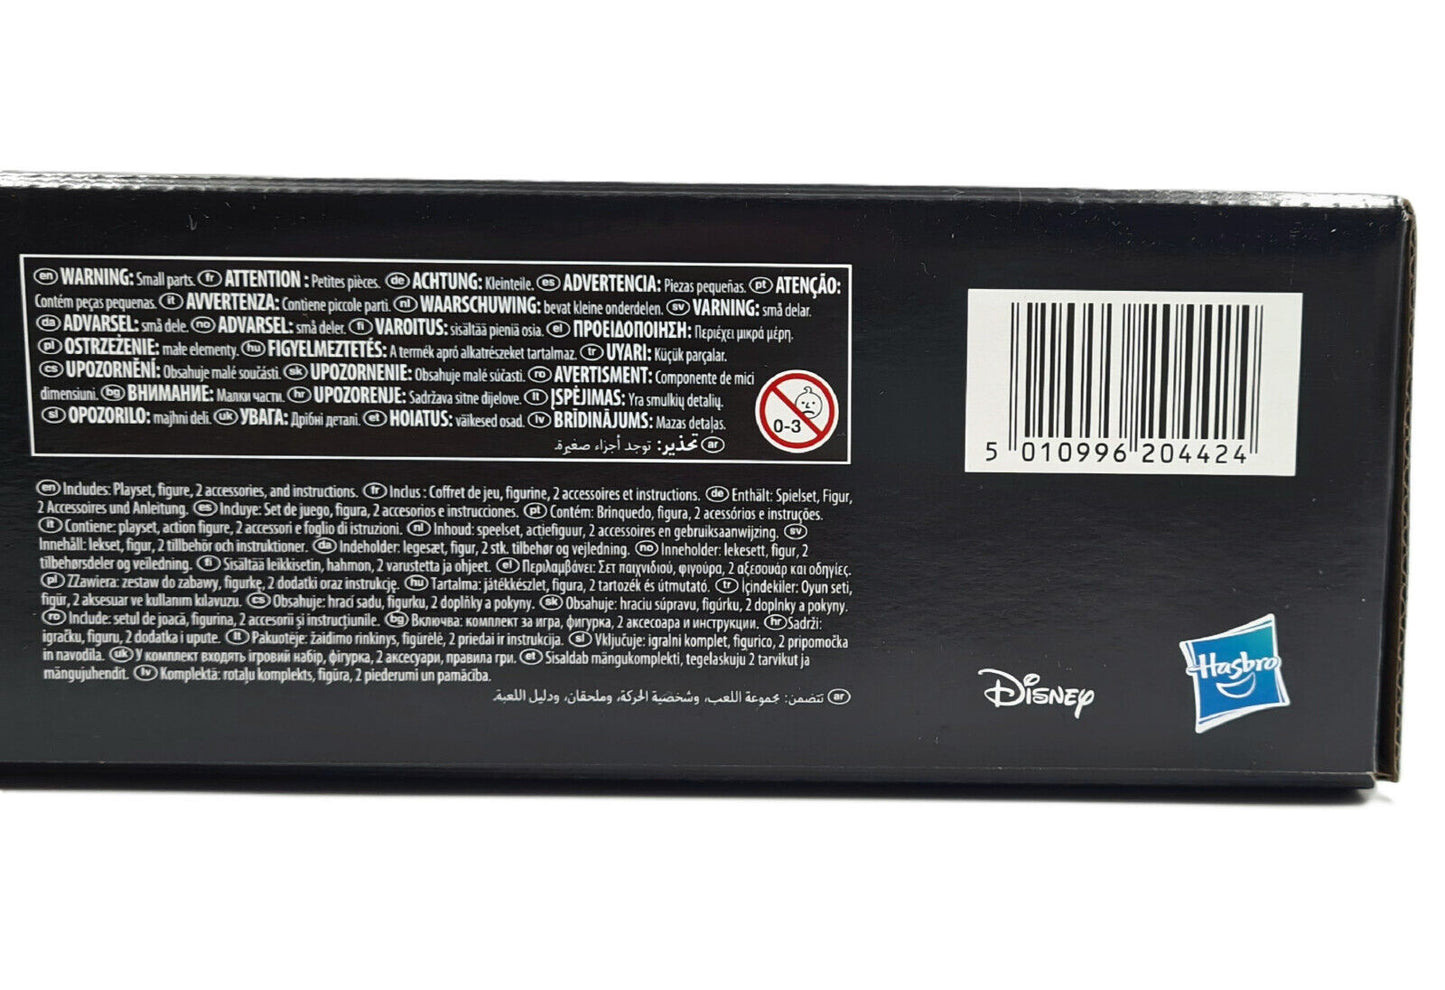 en WARNING: Small parts. fr ATTENTION : Petites pièces. de ACHTUNG: Kleinteile. es ADVERTENCIA: Piezas pequeñas. pt ATENÇÃO:
Contém peças pequenas. it AVVERTENZA: Contiene piccole parti. nl WAARSCHUWING: bevat kleine onderdelen. sv VARNING: små delar.
da ADVARSEL: små dele. no ADVARSEL: små deler. fi VAROITUS: sisältää pieniä osia. el ΠΡΟΕΙΔΟΠΟΙΗΣΗ: Περιέχει μικρά μέρη.
pl OSTRZEŻENIE: małe elementy. hu FIGYELMEZTETÉS: A termék apró alkatrészeket tartalmaz. tr UYARI: Küçük parçalar.
cs UPOZORNĚNÍ: Obsahuje malé součásti. sk UPOZORNENIE: Obsahuje malé súčasti. ro AVERTISMENT: Componente de mici
dimensiuni. bg ВНИМАНИЕ: Малки части. hr UPOZORENJE: Sadržava sitne dijelove. lt ĮSPĖJIMAS: Yra smulkių detalių.
sl OPOZORILO: majhni deli. uk УВАГА: Дрібні деталі. et HOIATUS: väikesed osad. lv BRĪDINĀJUMS: Mazas detaļas.
ar تحذير: توجد أجزاء صغيرة.
0-3
en Includes: Playset, figure, 2 accessories, and instructions. fr Inclus : Coffret de jeu, figurine, 2 accessoires et instructions. de Enthält: Spielset, Figur,
2 Accessoires und Anleitung. es Incluye: Set de juego, figura, 2 accesorios e instrucciones. pt Contém: Brinquedo, figura, 2 acessórios e instruções.
it Contiene: playset, action figure, 2 accessori e foglio di istruzioni. nl Inhoud: speelset, actiefiguur, 2 accessoires en gebruiksaanwijzing. sv
Innehåll: lekset, figur, 2 tillbehör och instruktioner. da Indeholder: legesæt, figur, 2 stk. tilbehør og vejledning. no Inneholder: lekesett, figur, 2
tilbehørsdeler og veiledning. fi Sisältää leikkisetin, hahmon, 2 varustetta ja ohjeet. el Περιλαμβάνει: Σετ παιχνιδιού, φιγούρα, 2 αξεσουάρ και οδηγίες.
pl ZZawiera: zestaw do zabawy, figurkę, 2 dodatki oraz instrukcję. hu Tartalma: játékkészlet, figura, 2 tartozék és útmutató. tr İçindekiler: Oyun seti,
figür, 2 aksesuar ve kullanım kılavuzu. cs Obsahuje: hrací sadu, figurku, 2 doplňky a pokyny. sk Obsahuje: hraciu súpravu, figúrku, 2 doplnky a pokyny.
ro Include: setul de joacă, figurina, 2 accesorii și instrucțiunile. bg Включва: комплект за игра, фигурка, 2 аксесоара и инструкции. hr Sadrži:
igračku, figuru, 2 dodatka i upute. lt Pakuotėje: žaidimo rinkinys, figūrėlė, 2 priedai ir instrukcija. sl Vključuje: igralni komplet, figurico, 2 pripomočka
in navodila. uk У комплект входять ігровий набір, фігурка, 2 аксесуари, правила гри. et Sisaldab mängukomplekti, tegelaskuju 2 tarvikut ja
mängujuhendit. lv Komplektā: rotaļu komplekts, figūra, 2 piederumi un pamācība.
ar تتضمن: مجموعة اللعب، وشخصية الحركة، وملحقان، ودليل اللعبة.
5 010996 204424
Disney
Hasbro